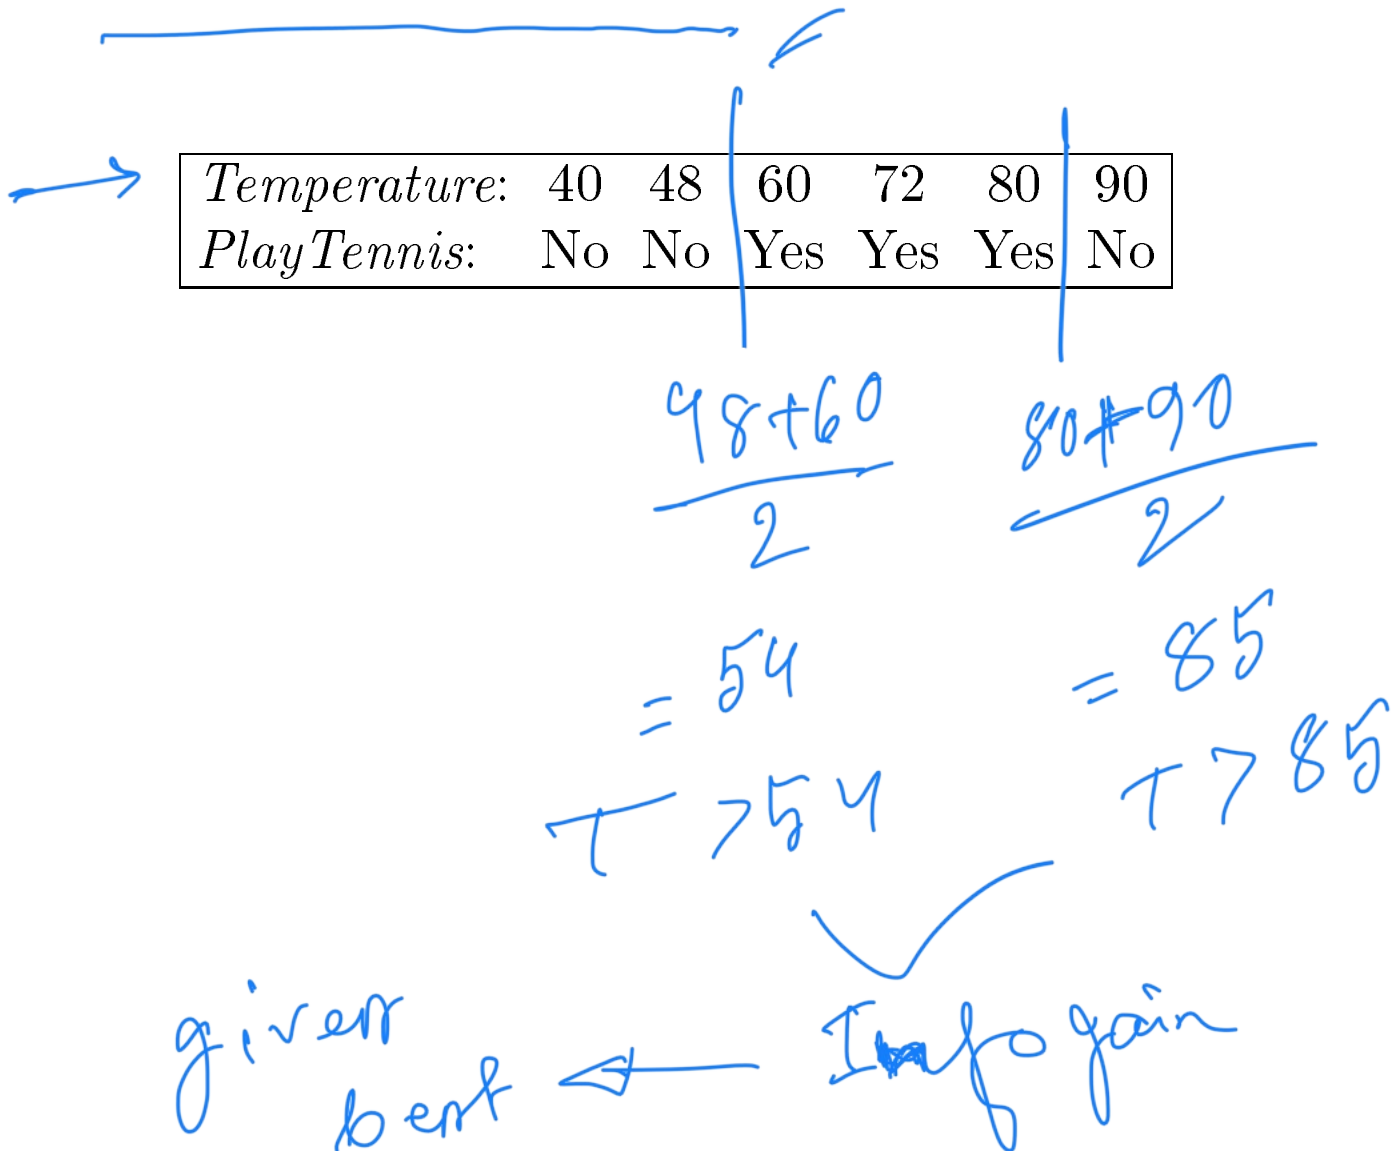 Temperature: 40 48 60 72 80 90
PlayTennis: No No Yes Yes Yes No
48+60 80+90
2 2
= 54 = 85
T >54 T > 85
given Info gain
best